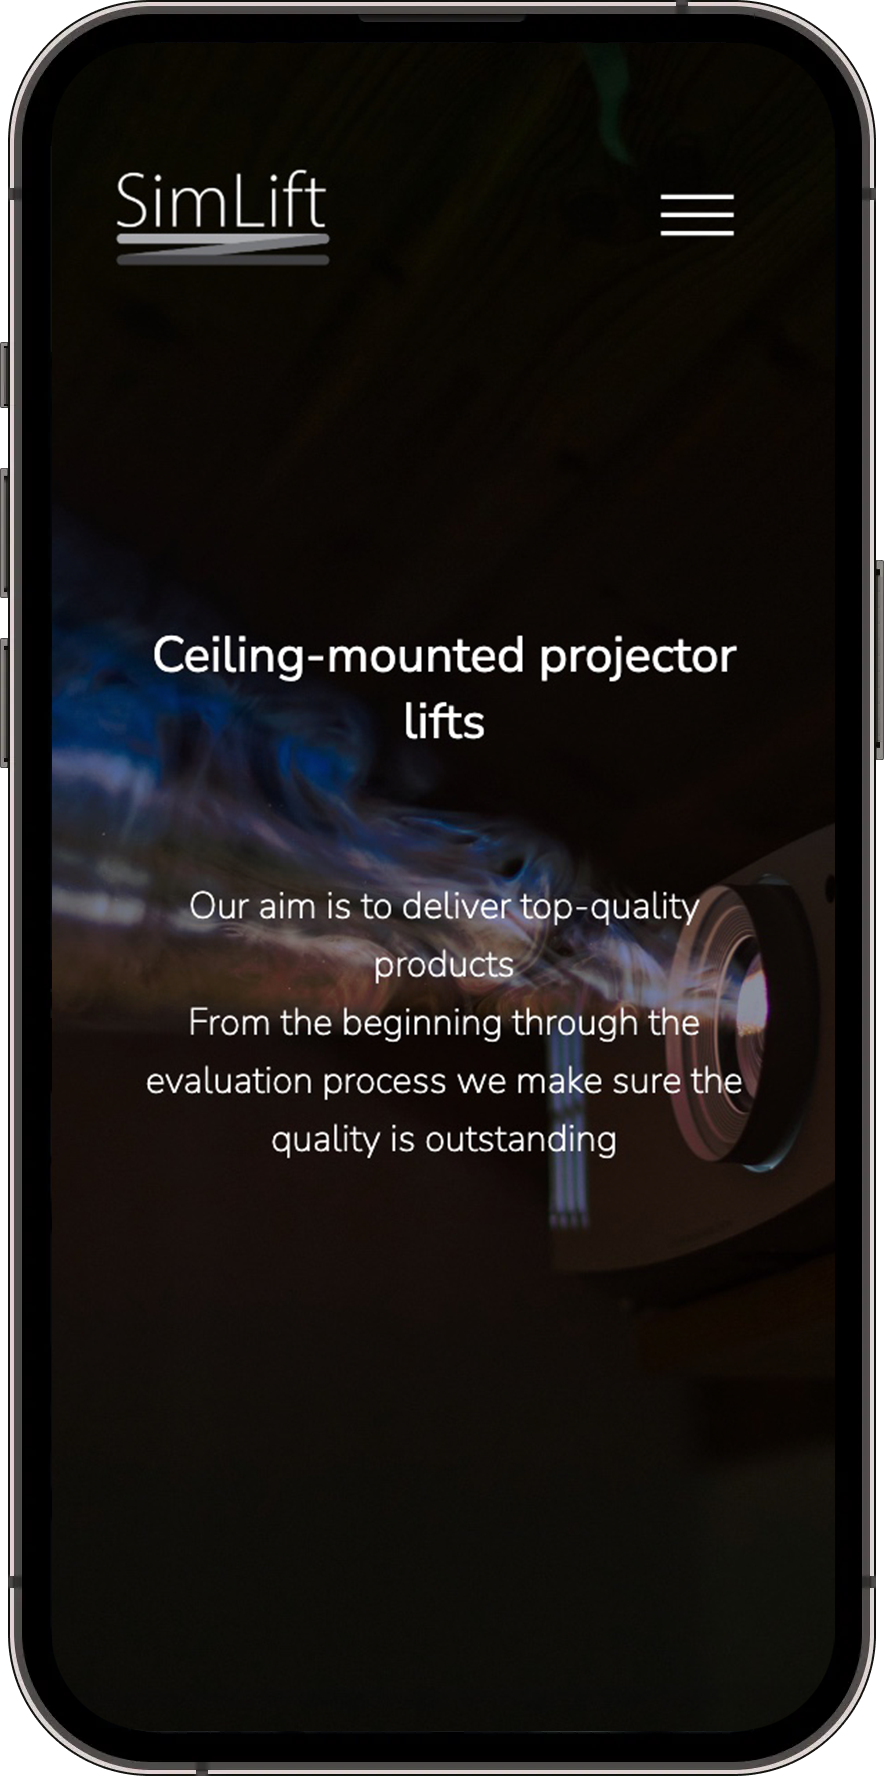 SimLift
Ceiling-mounted projector
lifts
Our aim is to deliver top-quality
products
From the beginning through the
evaluation process we make sure the
quality is outstanding